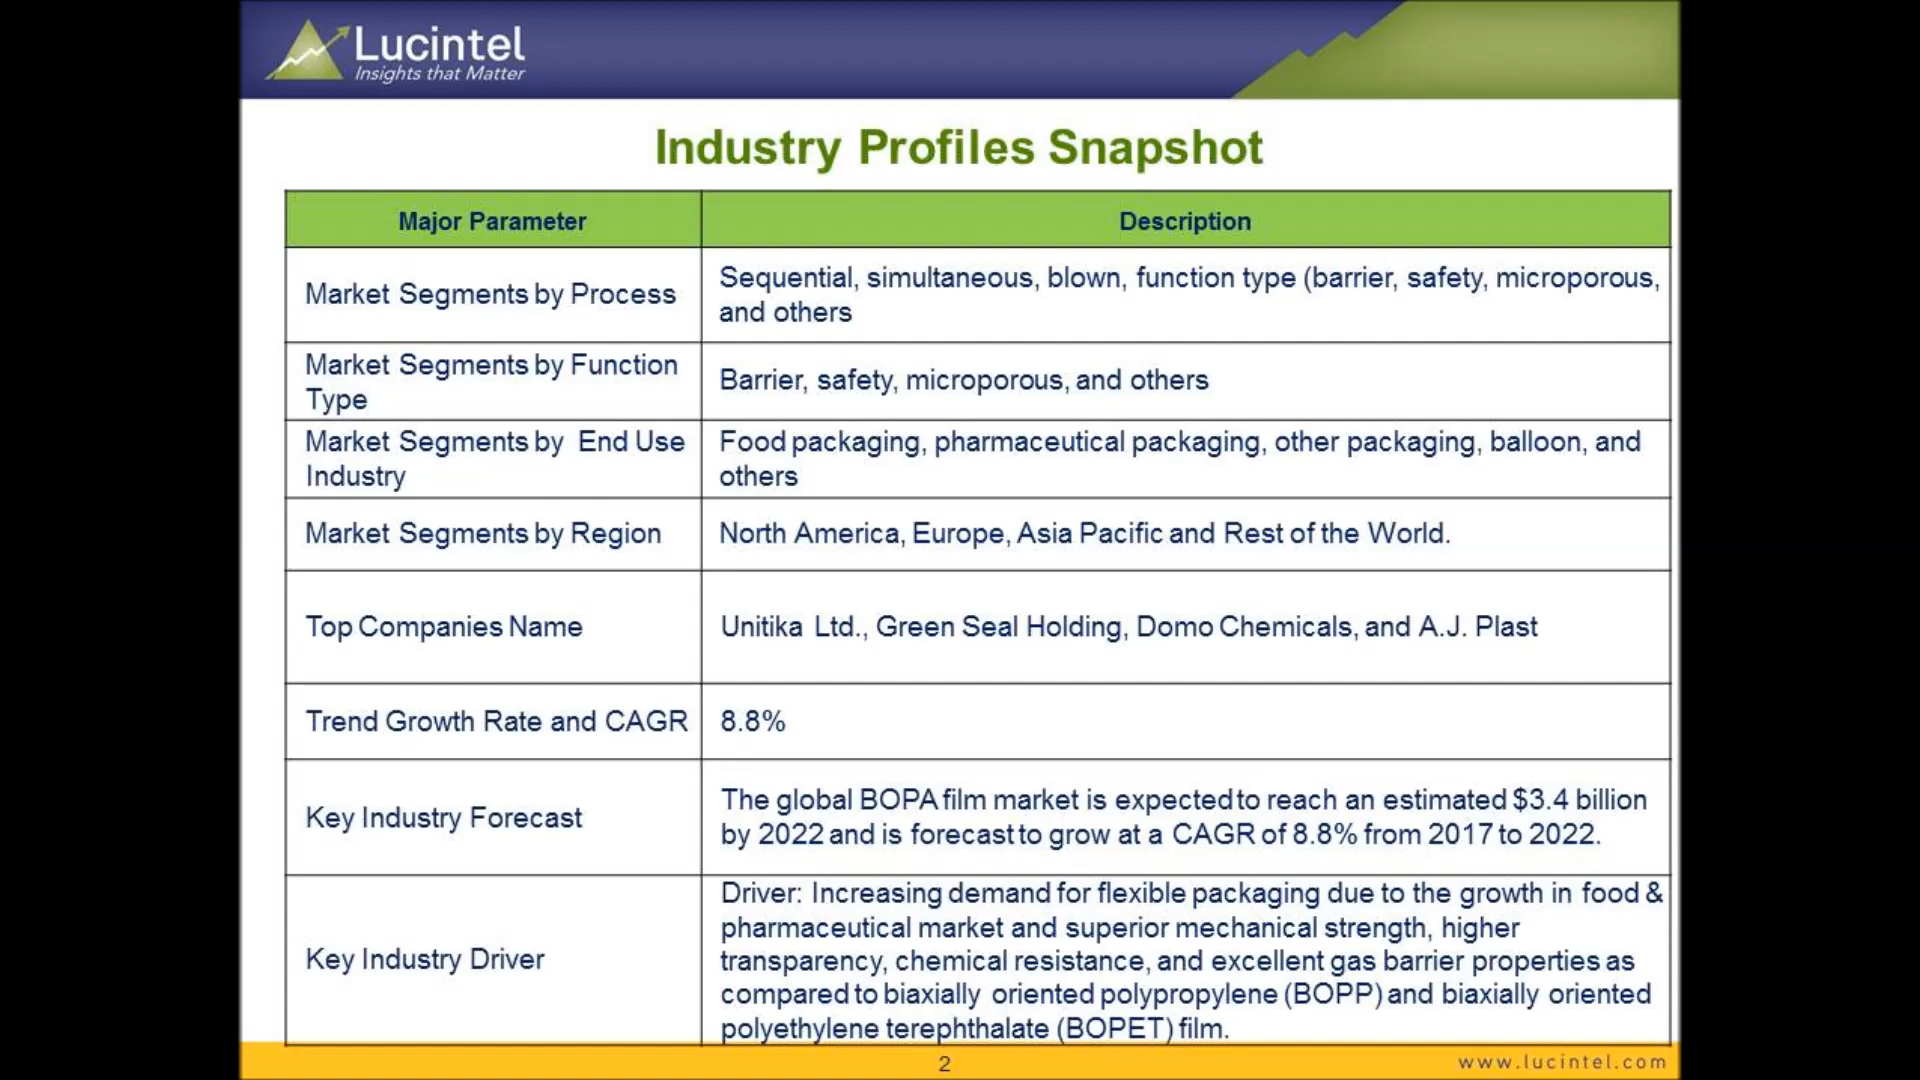 Lucintel
Insights that Matter
Industry Profiles Snapshot
Major Parameter
Description
Market Segments by Process
Sequential, simultaneous, blown, function type (barrier, safety, microporous,
and others
Market Segments by Function
Type
Barrier, safety, microporous, and others
Market Segments by End Use
Industry
Food packaging, pharmaceutical packaging, other packaging, balloon, and
others
Market Segments by Region
North America, Europe, Asia Pacific and Rest of the World.
Top Companies Name
Unitika Ltd., Green Seal Holding, Domo Chemicals, and A.J. Plast
Trend Growth Rate and CAGR
8.8%
Key Industry Forecast
The global BOPA film market is expected to reach an estimated $3.4 billion
by 2022 and is forecast to grow at a CAGR of 8.8% from 2017 to 2022.
Key Industry Driver
Driver: Increasing demand for flexible packaging due to the growth in food &
pharmaceutical market and superior mechanical strength, higher
transparency, chemical resistance, and excellent gas barrier properties as
compared to biaxially oriented polypropylene (BOPP) and biaxially oriented
polyethylene terephthalate (BOPET) film.
2
www.lucintel.com